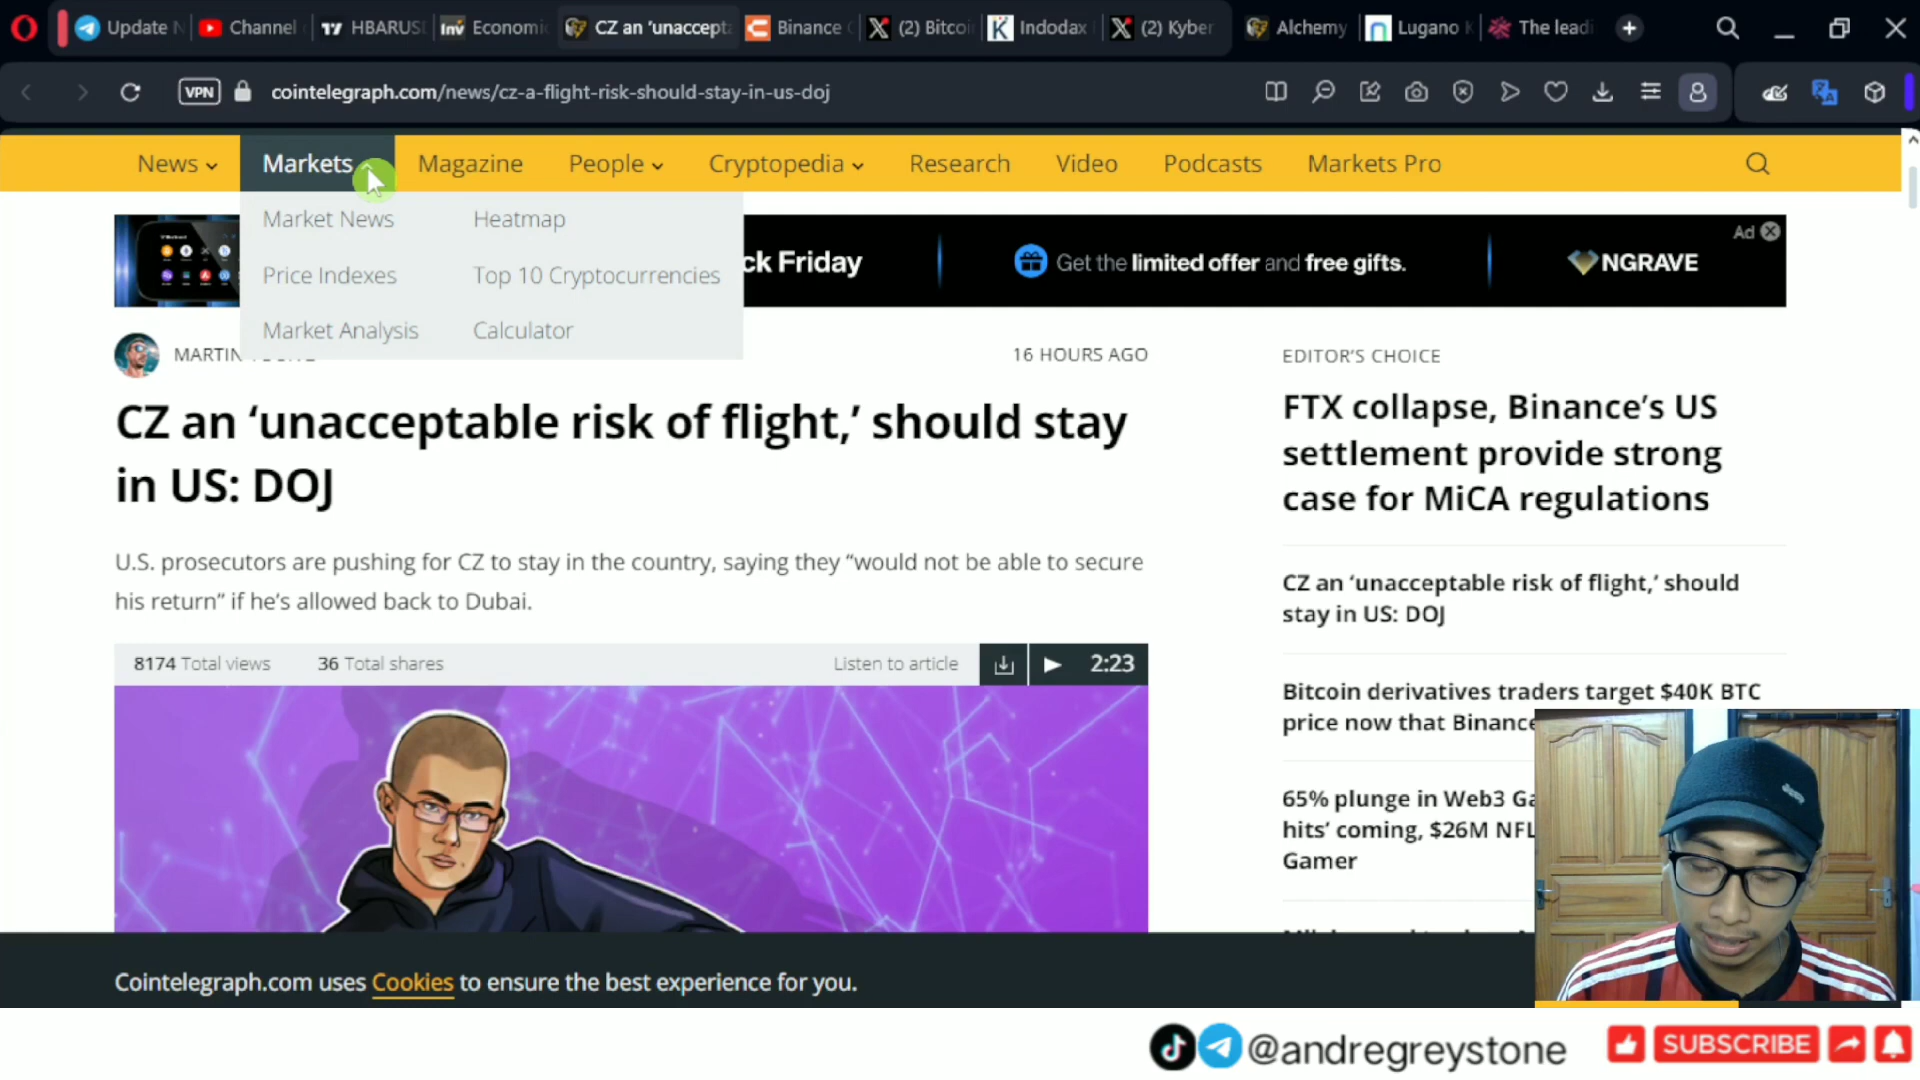 Update N
Channel
HBARUS
Inv Economic
CZ an ‘unaccepta
Binance C
(2) Bitcoi
K Indodax
(2) Kyber
Alchemy
Lugano
The leadi
VPN
cointelegraph.com/news/cz-a-flight-risk-should-stay-in-us-doj
News
Markets
Magazine
People
Cryptopedia
Research
Video
Podcasts
Markets Pro
Market News
Heatmap
Price Indexes
Top 10 Cryptocurrencies
Market Analysis
Calculator
ck Friday
Get the limited offer and free gifts.
NGRAVE
Ad
MARTIN
16 HOURS AGO
CZ an ‘unacceptable risk of flight,’ should stay
in US: DOJ
U.S. prosecutors are pushing for CZ to stay in the country, saying they “would not be able to secure
his return” if he’s allowed back to Dubai.
8174 Total views
36 Total shares
Listen to article
2:23
EDITOR’S CHOICE
FTX collapse, Binance’s US
settlement provide strong
case for MiCA regulations
CZ an ‘unacceptable risk of flight,’ should
stay in US: DOJ
Bitcoin derivatives traders target $40K BTC
price now that Binance
65% plunge in Web3 Ga
hits’ coming, $26M NFL
Gamer
Cointelegraph.com uses Cookies to ensure the best experience for you.
@andregreystone
SUBSCRIBE